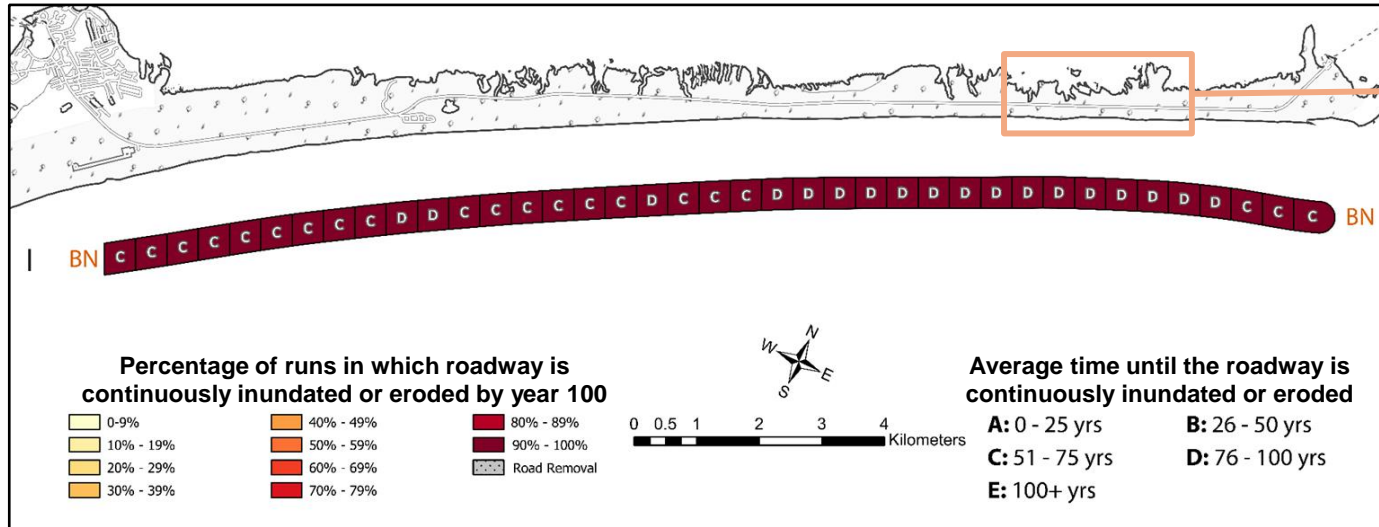 I BN C C C C C C C C C D D C C C C C C D C C C D D D D D D D D D D D D D D D C C C BN
N
W
E
S
Percentage of runs in which roadway is
continuously inundated or eroded by year 100
0-9% 40% - 49% 80% - 89%
10% - 19% 50% - 59% 90% - 100%
20% - 29% 60% - 69% Road Removal
30% - 39% 70% - 79%
0 0.5 1 2 3 4
Kilometers
Average time until the roadway is
continuously inundated or eroded
A: 0 - 25 yrs B: 26 - 50 yrs
C: 51 - 75 yrs D: 76 - 100 yrs
E: 100+ yrs